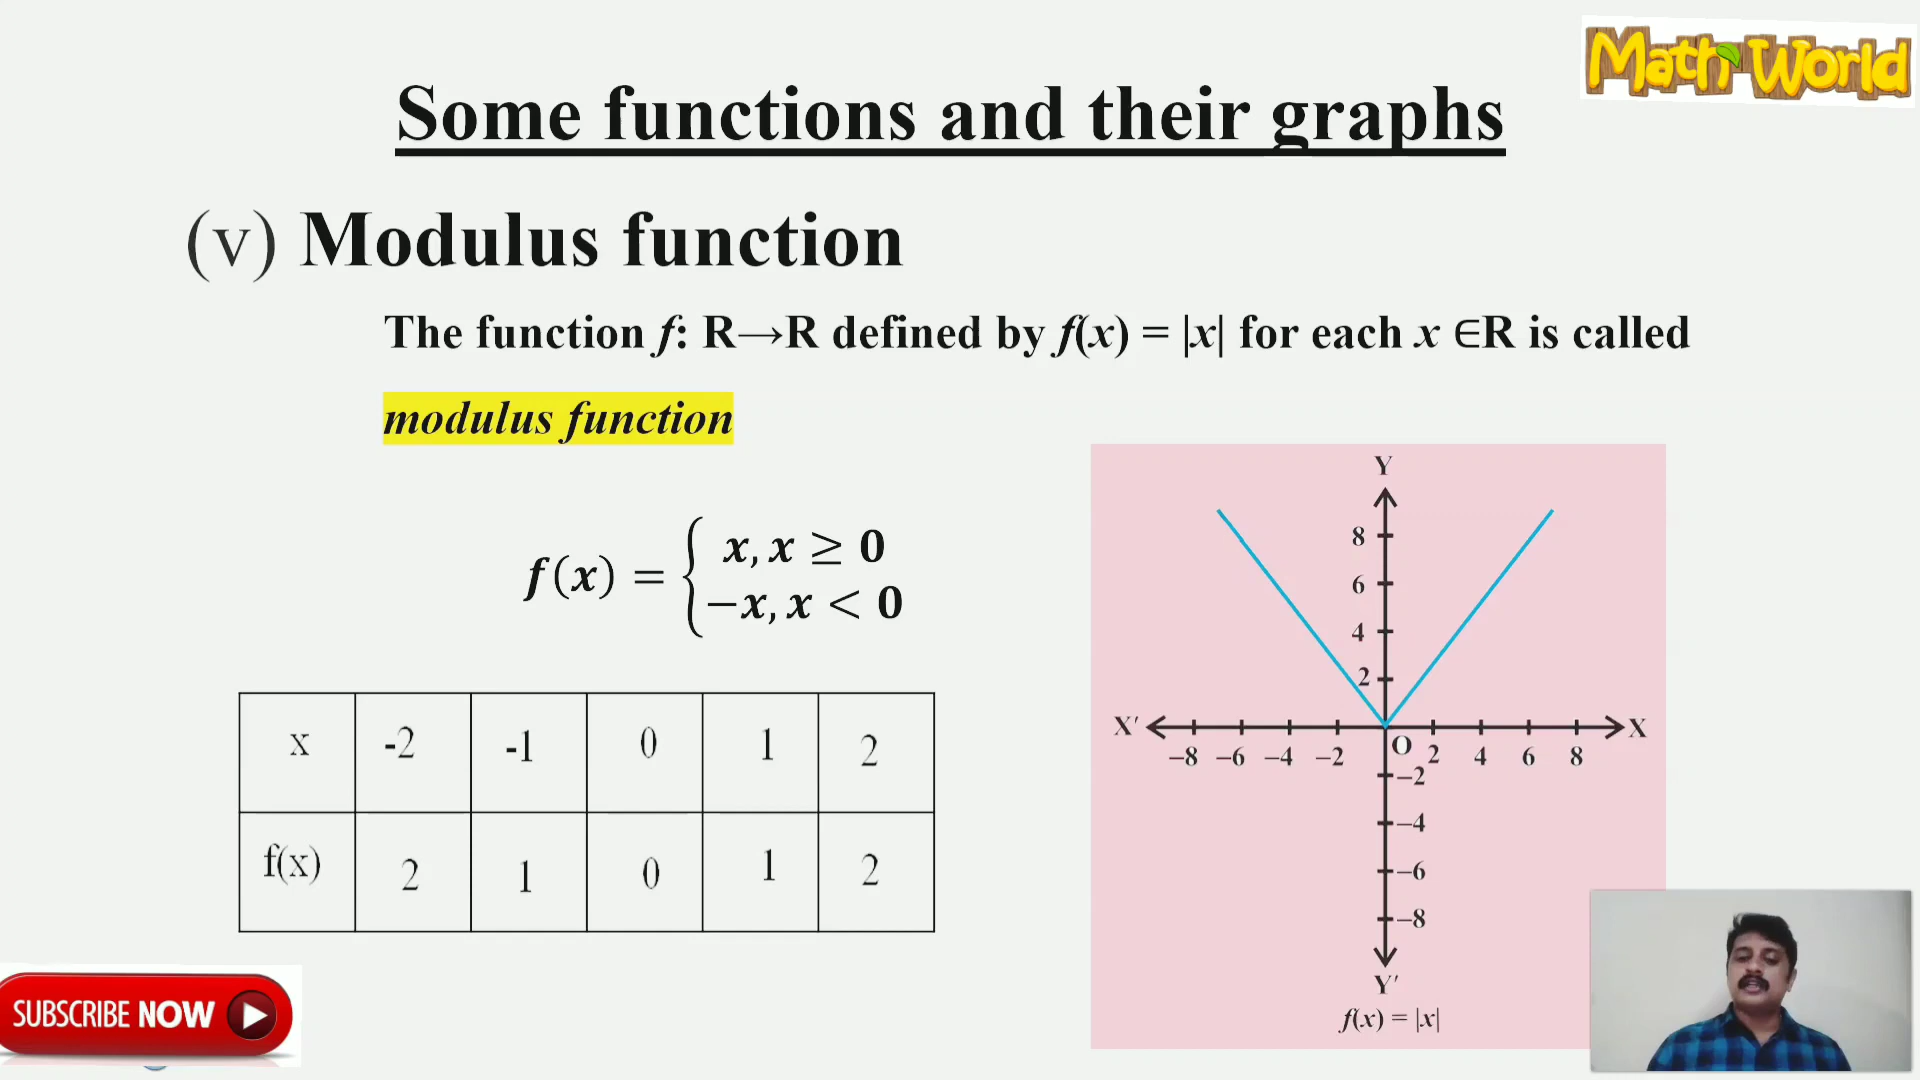 Math World
Some functions and their graphs
(v) Modulus function
The function f: R→R defined by f(x) = |x| for each x ∈R is called
modulus function
f(x) = { x, x ≥ 0
−x, x < 0
x -2 -1 0 1 2
f(x) 2 1 0 1 2
Y
8
6
4
2
X′ X
O
−8 −6 −4 −2 2 4 6 8
−2
−4
−6
−8
Y′
f(x) = |x|
SUBSCRIBE NOW